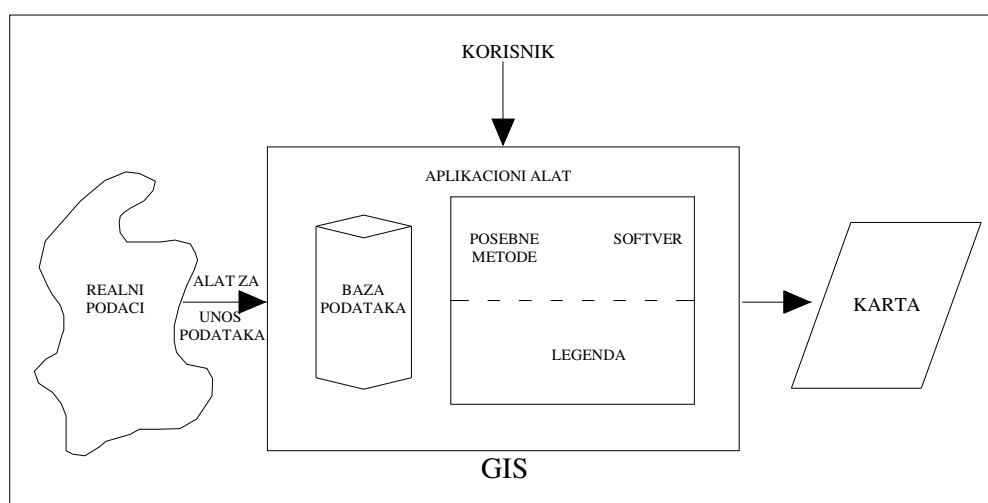 KORISNIK
APLIKACIONI ALAT
REALNI
PODACI
ALAT ZA
UNOS
PODATAKA
BAZA
PODATAKA
POSEBNE
METODE
SOFTVER
LEGENDA
KARTA
GIS